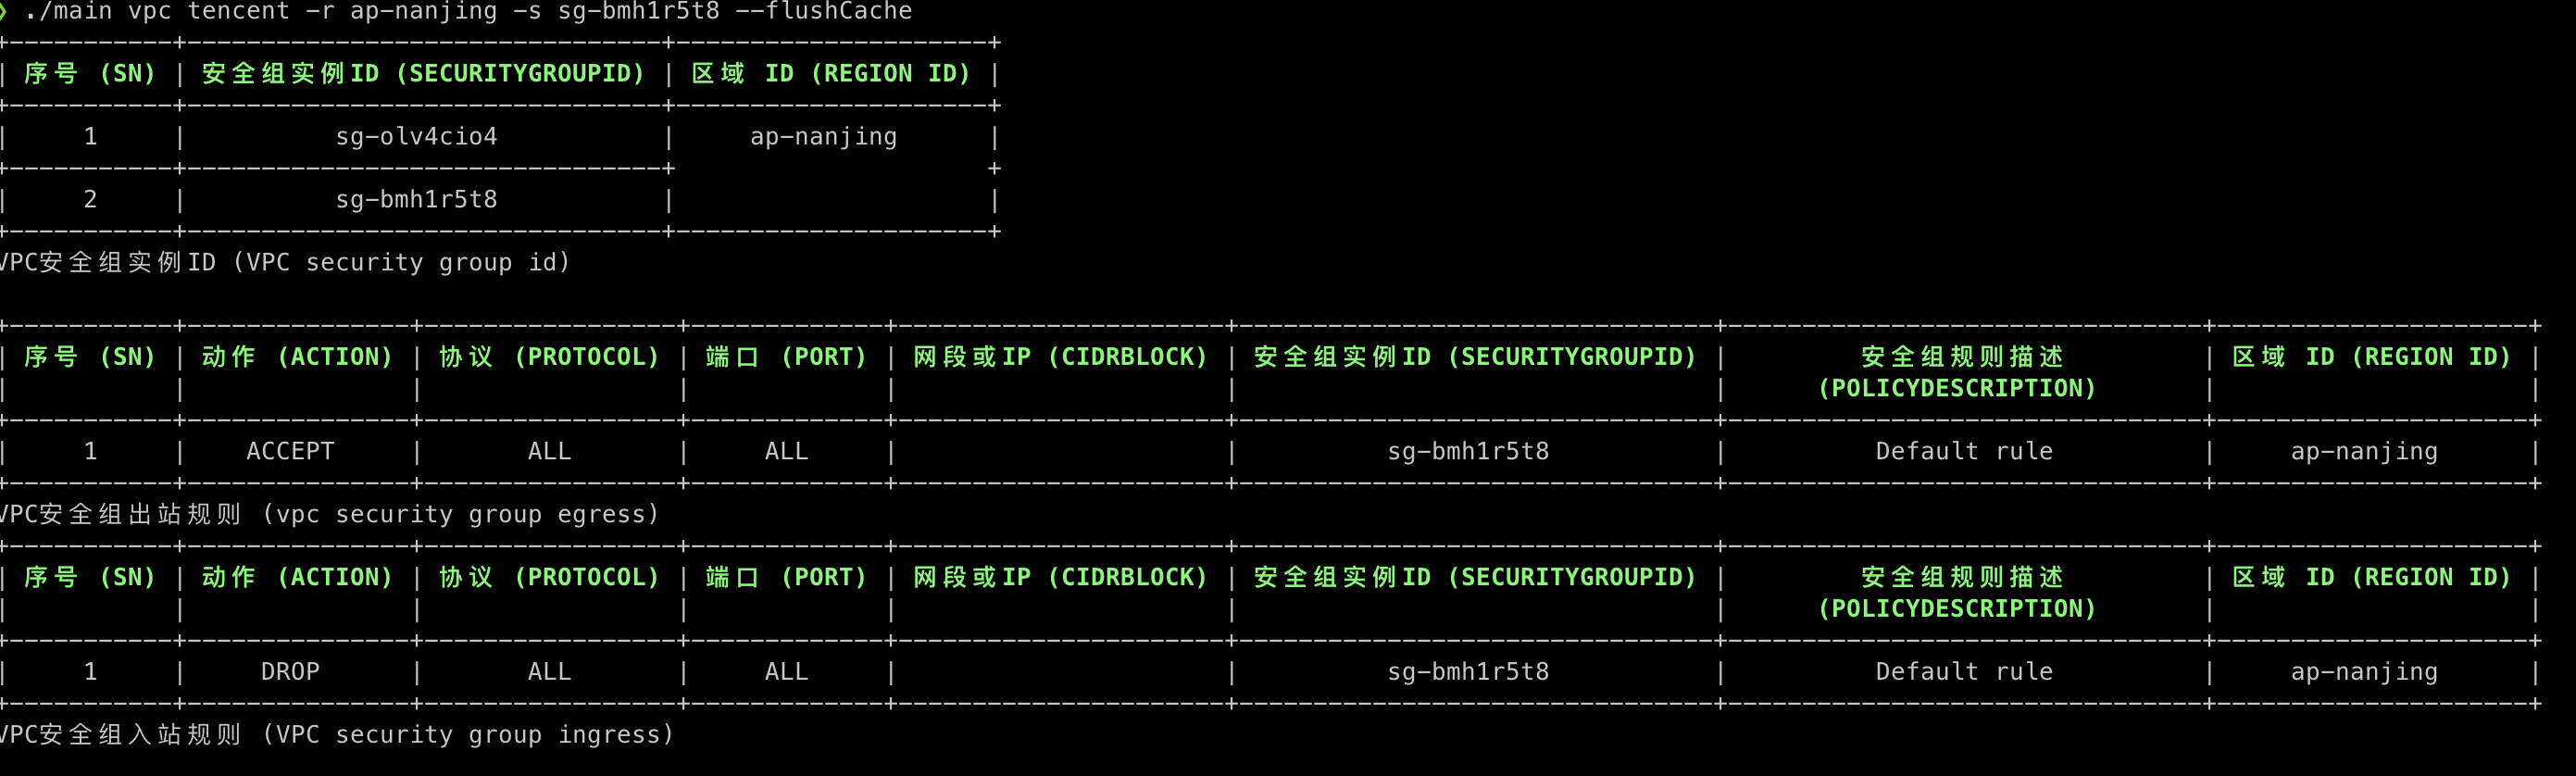 ❯ ./main vpc tencent -r ap-nanjing -s sg-bmh1r5t8 --flushCache
序号 (SN) | 安全组实例ID (SECURITYGROUPID) | 区域 ID (REGION ID)
1 | sg-olv4cio4 | ap-nanjing
2 | sg-bmh1r5t8 |
VPC安全组实例ID (VPC security group id)
序号 (SN) | 动作 (ACTION) | 协议 (PROTOCOL) | 端口 (PORT) | 网段或IP (CIDRBLOCK) | 安全组实例ID (SECURITYGROUPID) | 安全组规则描述 | 区域 ID (REGION ID)
(POLICYDESCRIPTION)
1 | ACCEPT | ALL | ALL | | sg-bmh1r5t8 | Default rule | ap-nanjing
VPC安全组出站规则 (vpc security group egress)
序号 (SN) | 动作 (ACTION) | 协议 (PROTOCOL) | 端口 (PORT) | 网段或IP (CIDRBLOCK) | 安全组实例ID (SECURITYGROUPID) | 安全组规则描述 | 区域 ID (REGION ID)
(POLICYDESCRIPTION)
1 | DROP | ALL | ALL | | sg-bmh1r5t8 | Default rule | ap-nanjing
VPC安全组入站规则 (VPC security group ingress)